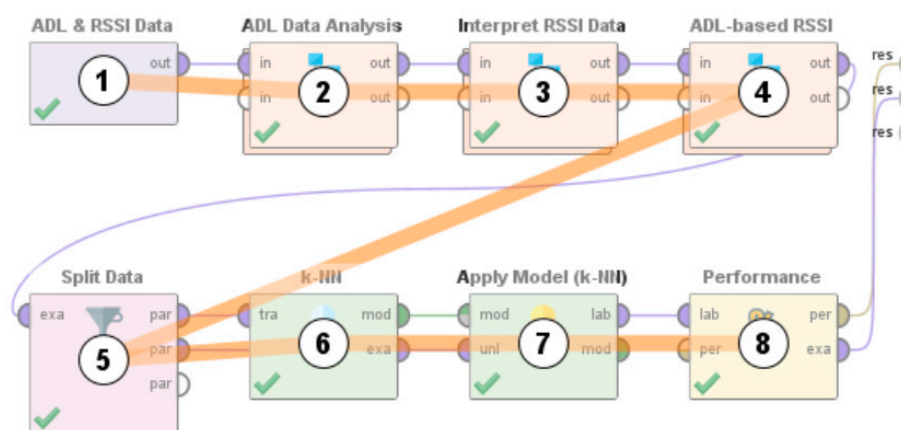 ADL & RSSI Data
ADL Data Analysis
Interpret RSSI Data
ADL-based RSSI
out
in
out
in
out
in
out
res
1
in
2
out
in
3
out
in
4
out
res
res
Split Data
k-NN
Apply Model (k-NN)
Performance
exa
par
tra
mod
mod
lab
lab
per
5
par
6
exa
unl
7
mod
per
8
exa
par